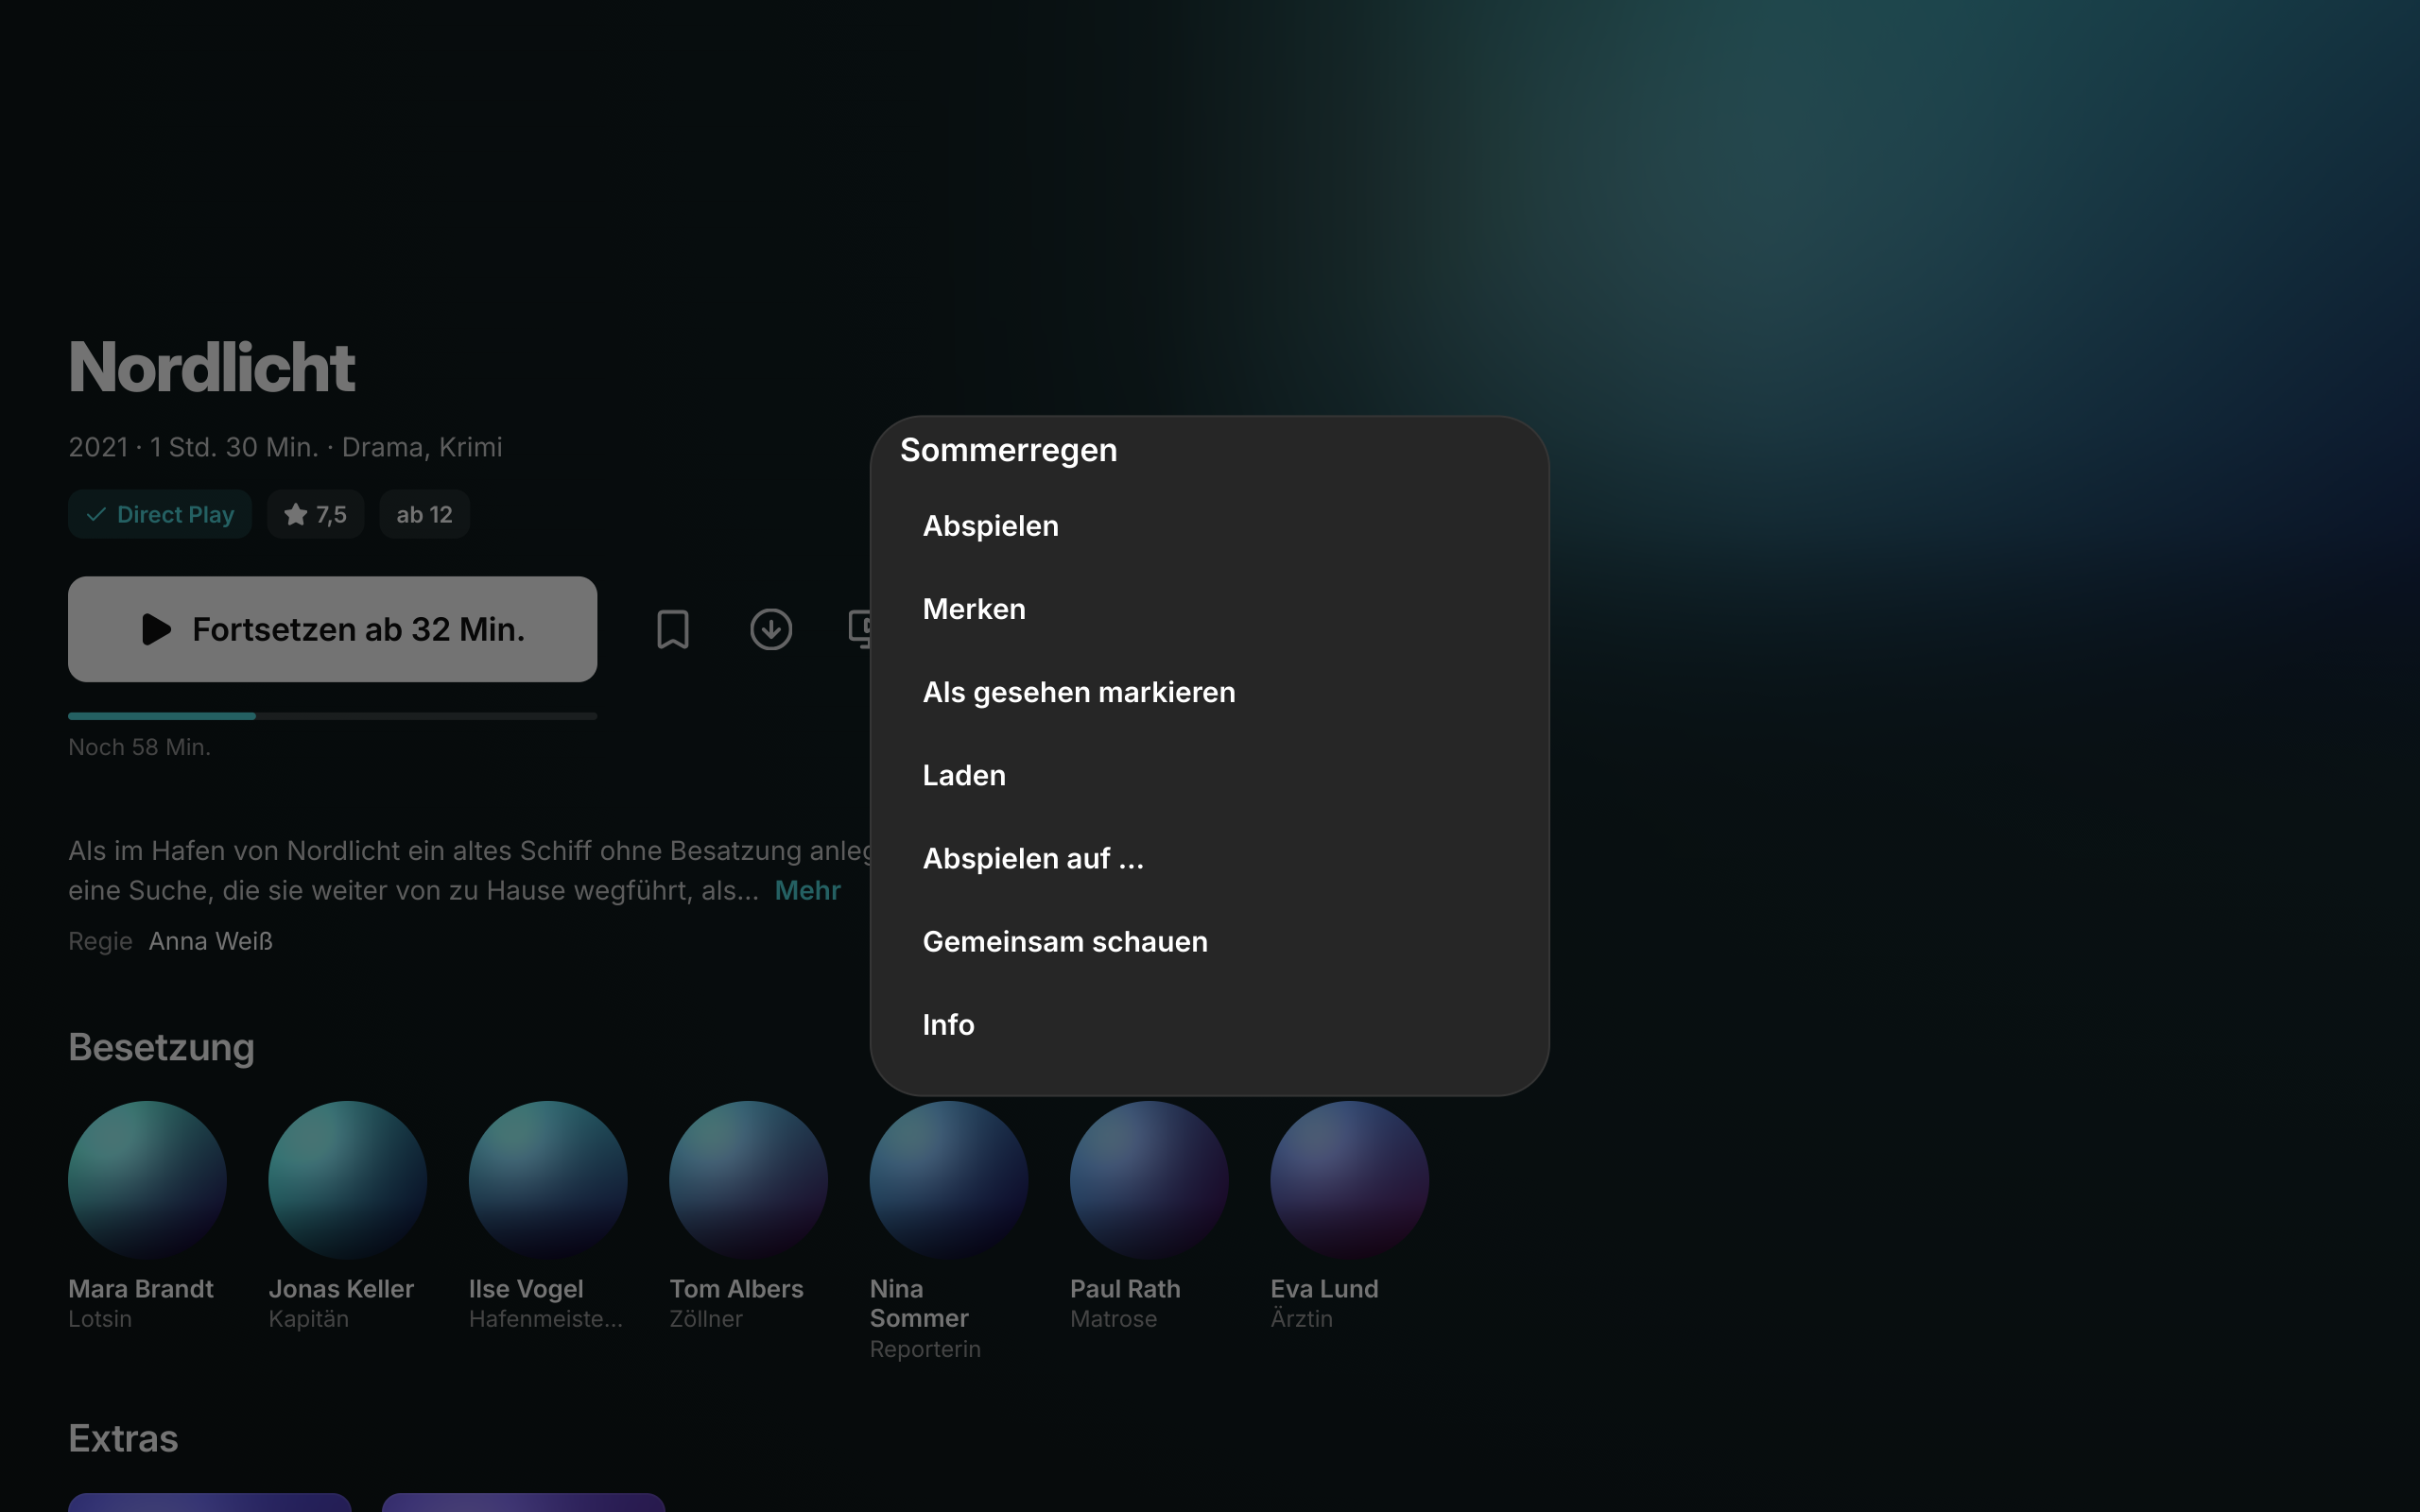 Nordlicht
2021 · 1 Std. 30 Min. · Drama, Krimi
Direct Play
7,5
ab 12
Fortsetzen ab 32 Min.
Noch 58 Min.
Als im Hafen von Nordlicht ein altes Schiff ohne Besatzung
eine Suche, die sie weiter von zu Hause wegführt, als... Mehr
Regie Anna Weiß
Sommerregen
Abspielen
Merken
Als gesehen markieren
Laden
Abspielen auf ...
Gemeinsam schauen
Info
Besetzung
Mara Brandt
Lotsin
Jonas Keller
Kapitän
Ilse Vogel
Hafenmeiste...
Tom Albers
Zöllner
Nina
Sommer
Reporterin
Paul Rath
Matrose
Eva Lund
Ärztin
Extras